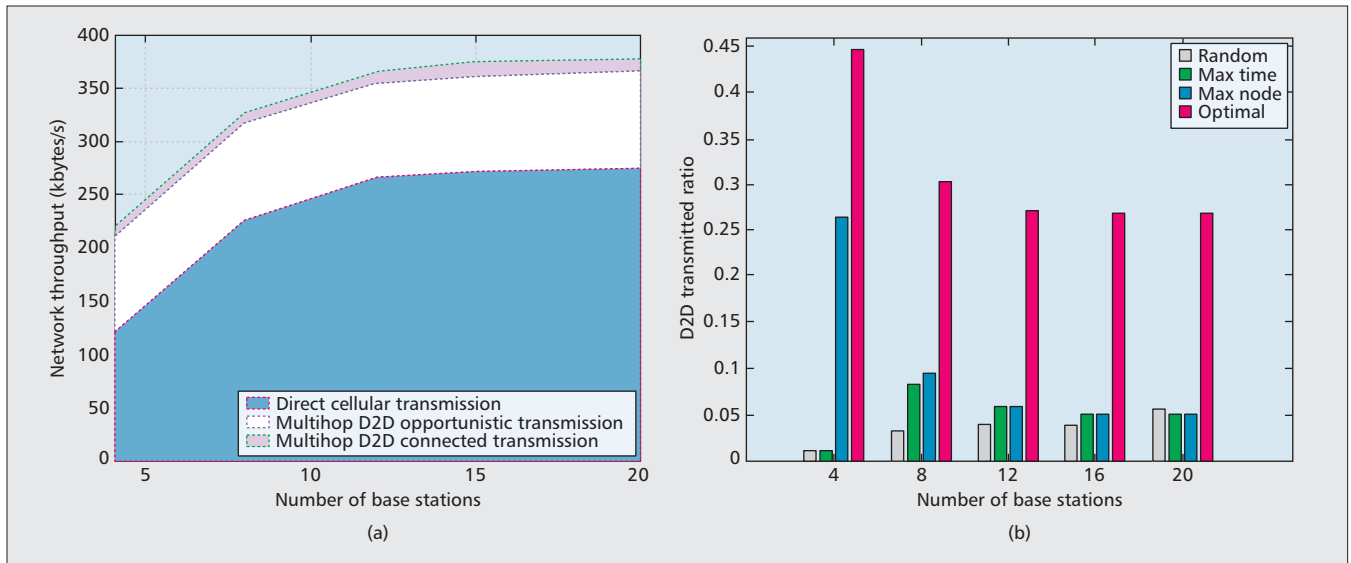 400
350
300
250
200
150
100
50
0
Network throughput (kbytes/s)
5
10
15
20
Number of base stations
Direct cellular transmission
Multihop D2D opportunistic transmission
Multihop D2D connected transmission
(a)
0.45
0.4
0.45
0.3
0.25
0.2
0.15
0.1
0.05
0
D2D transmitted ratio
Random
Max time
Max node
Optimal
4
8
12
16
20
Number of base stations
(b)